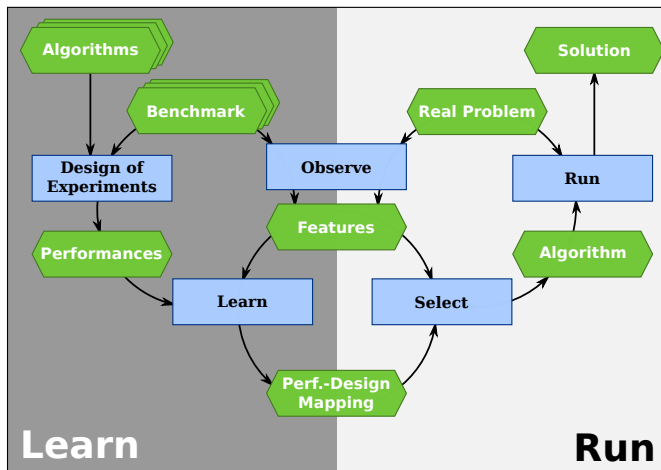 Algorithms
Solution
Benchmark
Real Problem
Design of
Experiments
Observe
Run
Performances
Features
Algorithm
Learn
Select
Perf.-Design
Mapping
Learn
Run